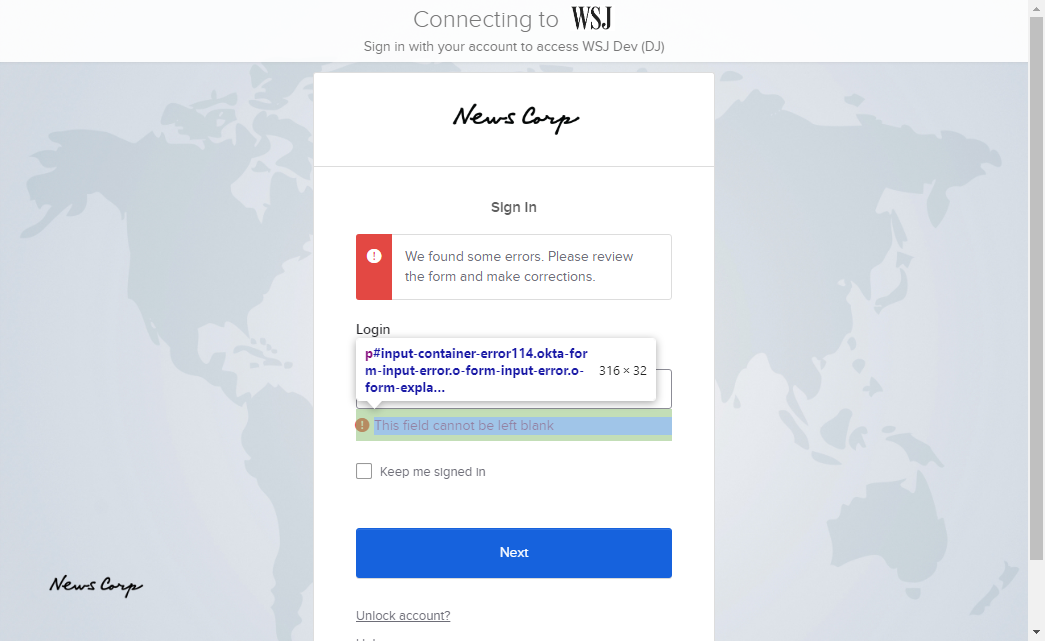 Connecting to WSJ
Sign in with your account to access WSJ Dev (DJ)
News Corp
Sign In
We found some errors. Please review
the form and make corrections.
Login
p#input-container-error114.okta-for
m-input-error.o-form-input-error.o-
form-expla...
316 × 32
This field cannot be left blank
Keep me signed in
Next
News Corp
Unlock account?